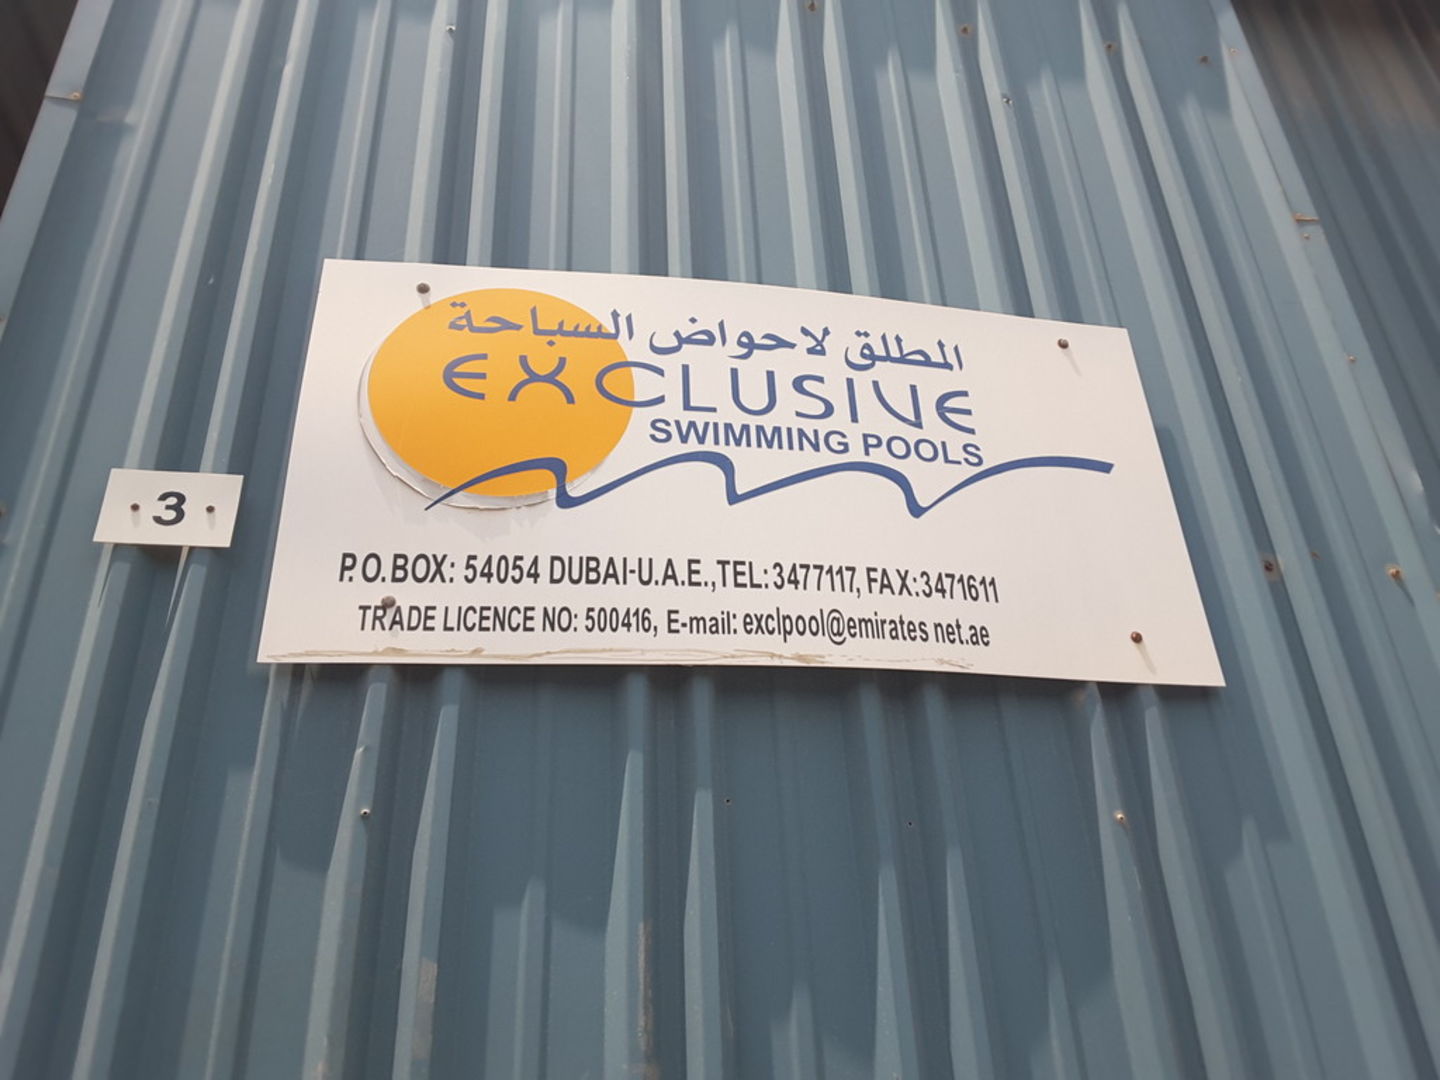 المطلق لاحواض السباحة
EXCLUSIVE
SWIMMING POOLS
3
P.O.BOX: 54054 DUBAI-U.A.E.,TEL:3477117, FAX:3471611
TRADE LICENCE NO: 500416, E-mail: exclpool@emirates net.ae